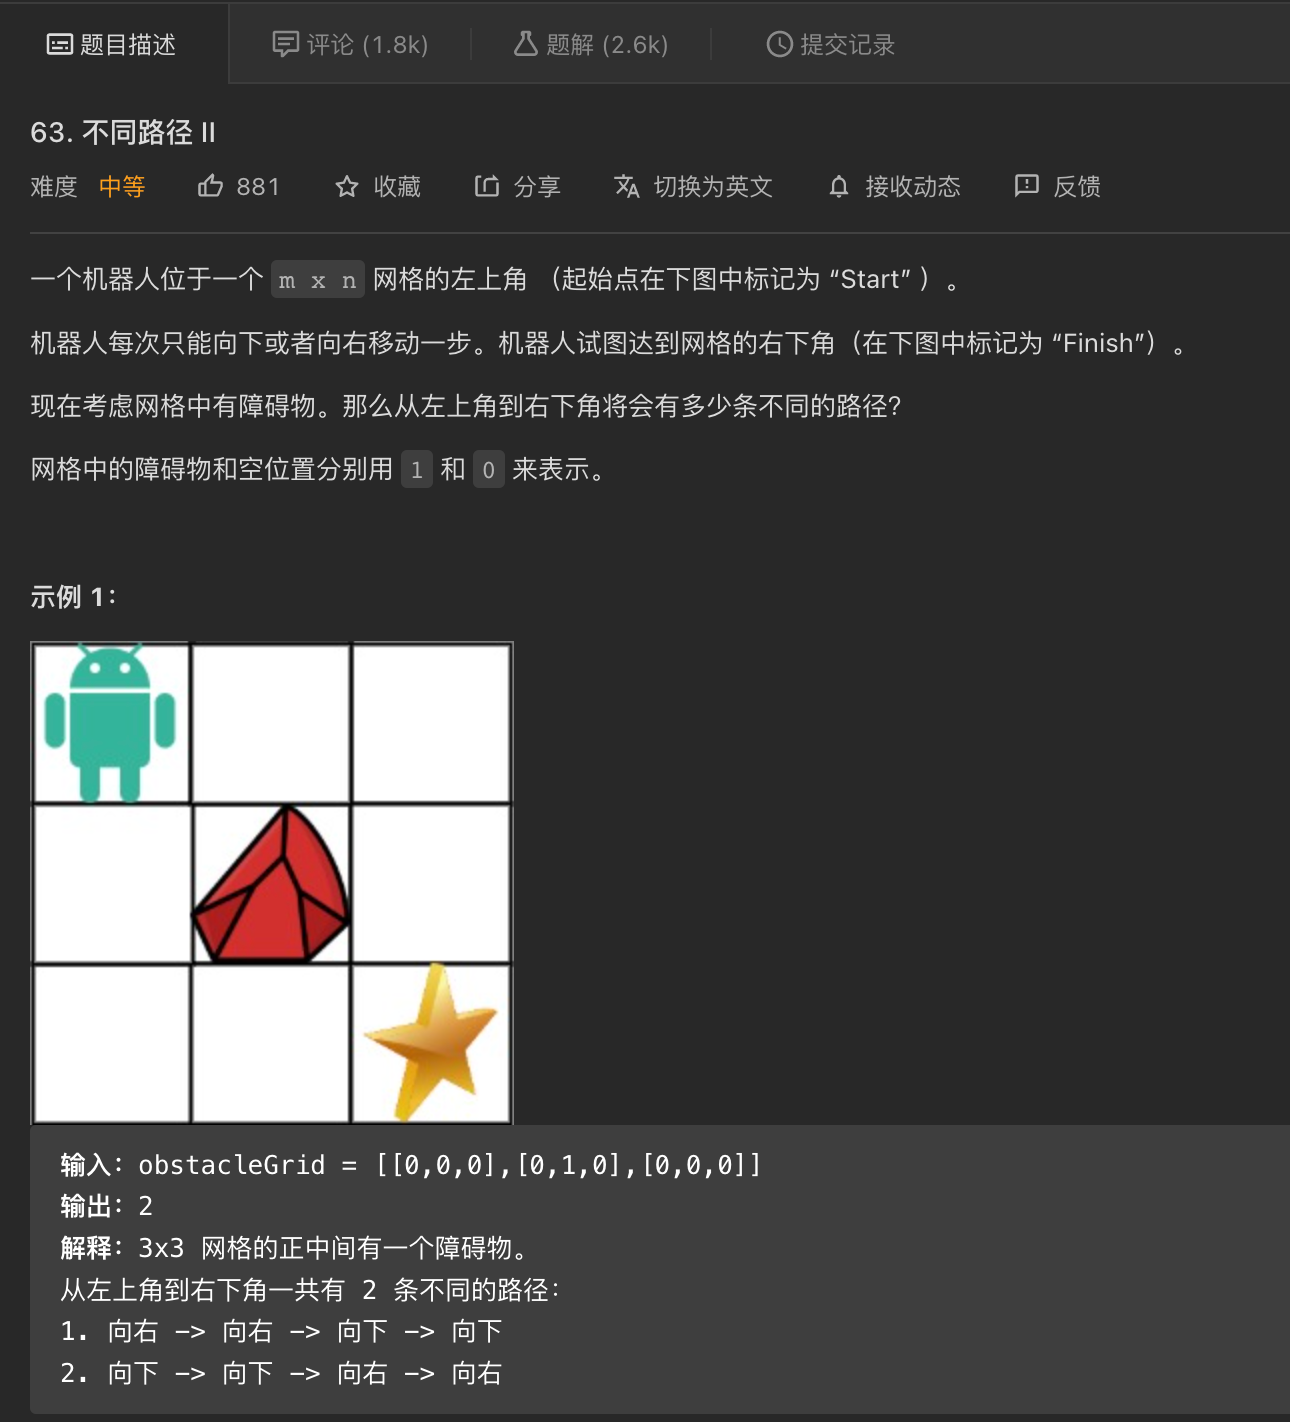 题目描述 评论 (1.8k) 题解 (2.6k) 提交记录
63. 不同路径 II
难度 中等 881 收藏 分享 切换为英文 接收动态 反馈
一个机器人位于一个 m x n 网格的左上角 （起始点在下图中标记为 “Start” ）。
机器人每次只能向下或者向右移动一步。机器人试图达到网格的右下角（在下图中标记为 “Finish”）。
现在考虑网格中有障碍物。那么从左上角到右下角将会有多少条不同的路径？
网格中的障碍物和空位置分别用 1 和 0 来表示。
示例 1：
输入：obstacleGrid = [[0,0,0],[0,1,0],[0,0,0]]
输出：2
解释：3x3 网格的正中间有一个障碍物。
从左上角到右下角一共有 2 条不同的路径：
1. 向右 -> 向右 -> 向下 -> 向下
2. 向下 -> 向下 -> 向右 -> 向右